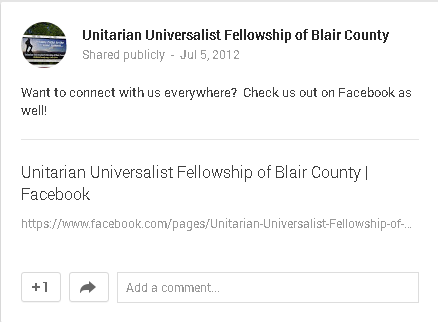 Unitarian Universalist Fellowship of Blair County
Shared publicly - Jul 5, 2012
Want to connect with us everywhere? Check us out on Facebook as
well!
Unitarian Universalist Fellowship of Blair County |
Facebook
https://www.facebook.com/pages/Unitarian-Universalist-Fellowship-of-...
+1
Add a comment...